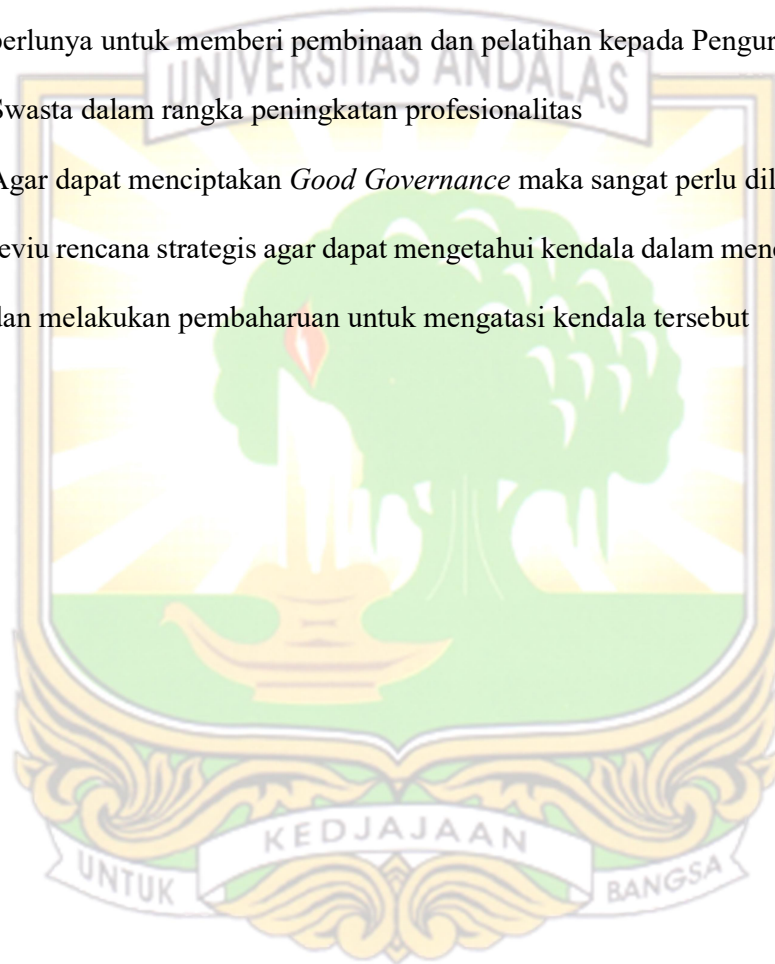 perlunya untuk memberi pembinaan dan pelatihan kepada Pengur
UNIVERSITAS ANDALAS
Swasta dalam rangka peningkatan profesionalitas
Agar dapat menciptakan Good Governance maka sangat perlu dil
eviu rencana strategis agar dapat mengetahui kendala dalam men
dan melakukan pembaharuan untuk mengatasi kendala tersebut
UNTUK KEDJAJAAN BANGSA